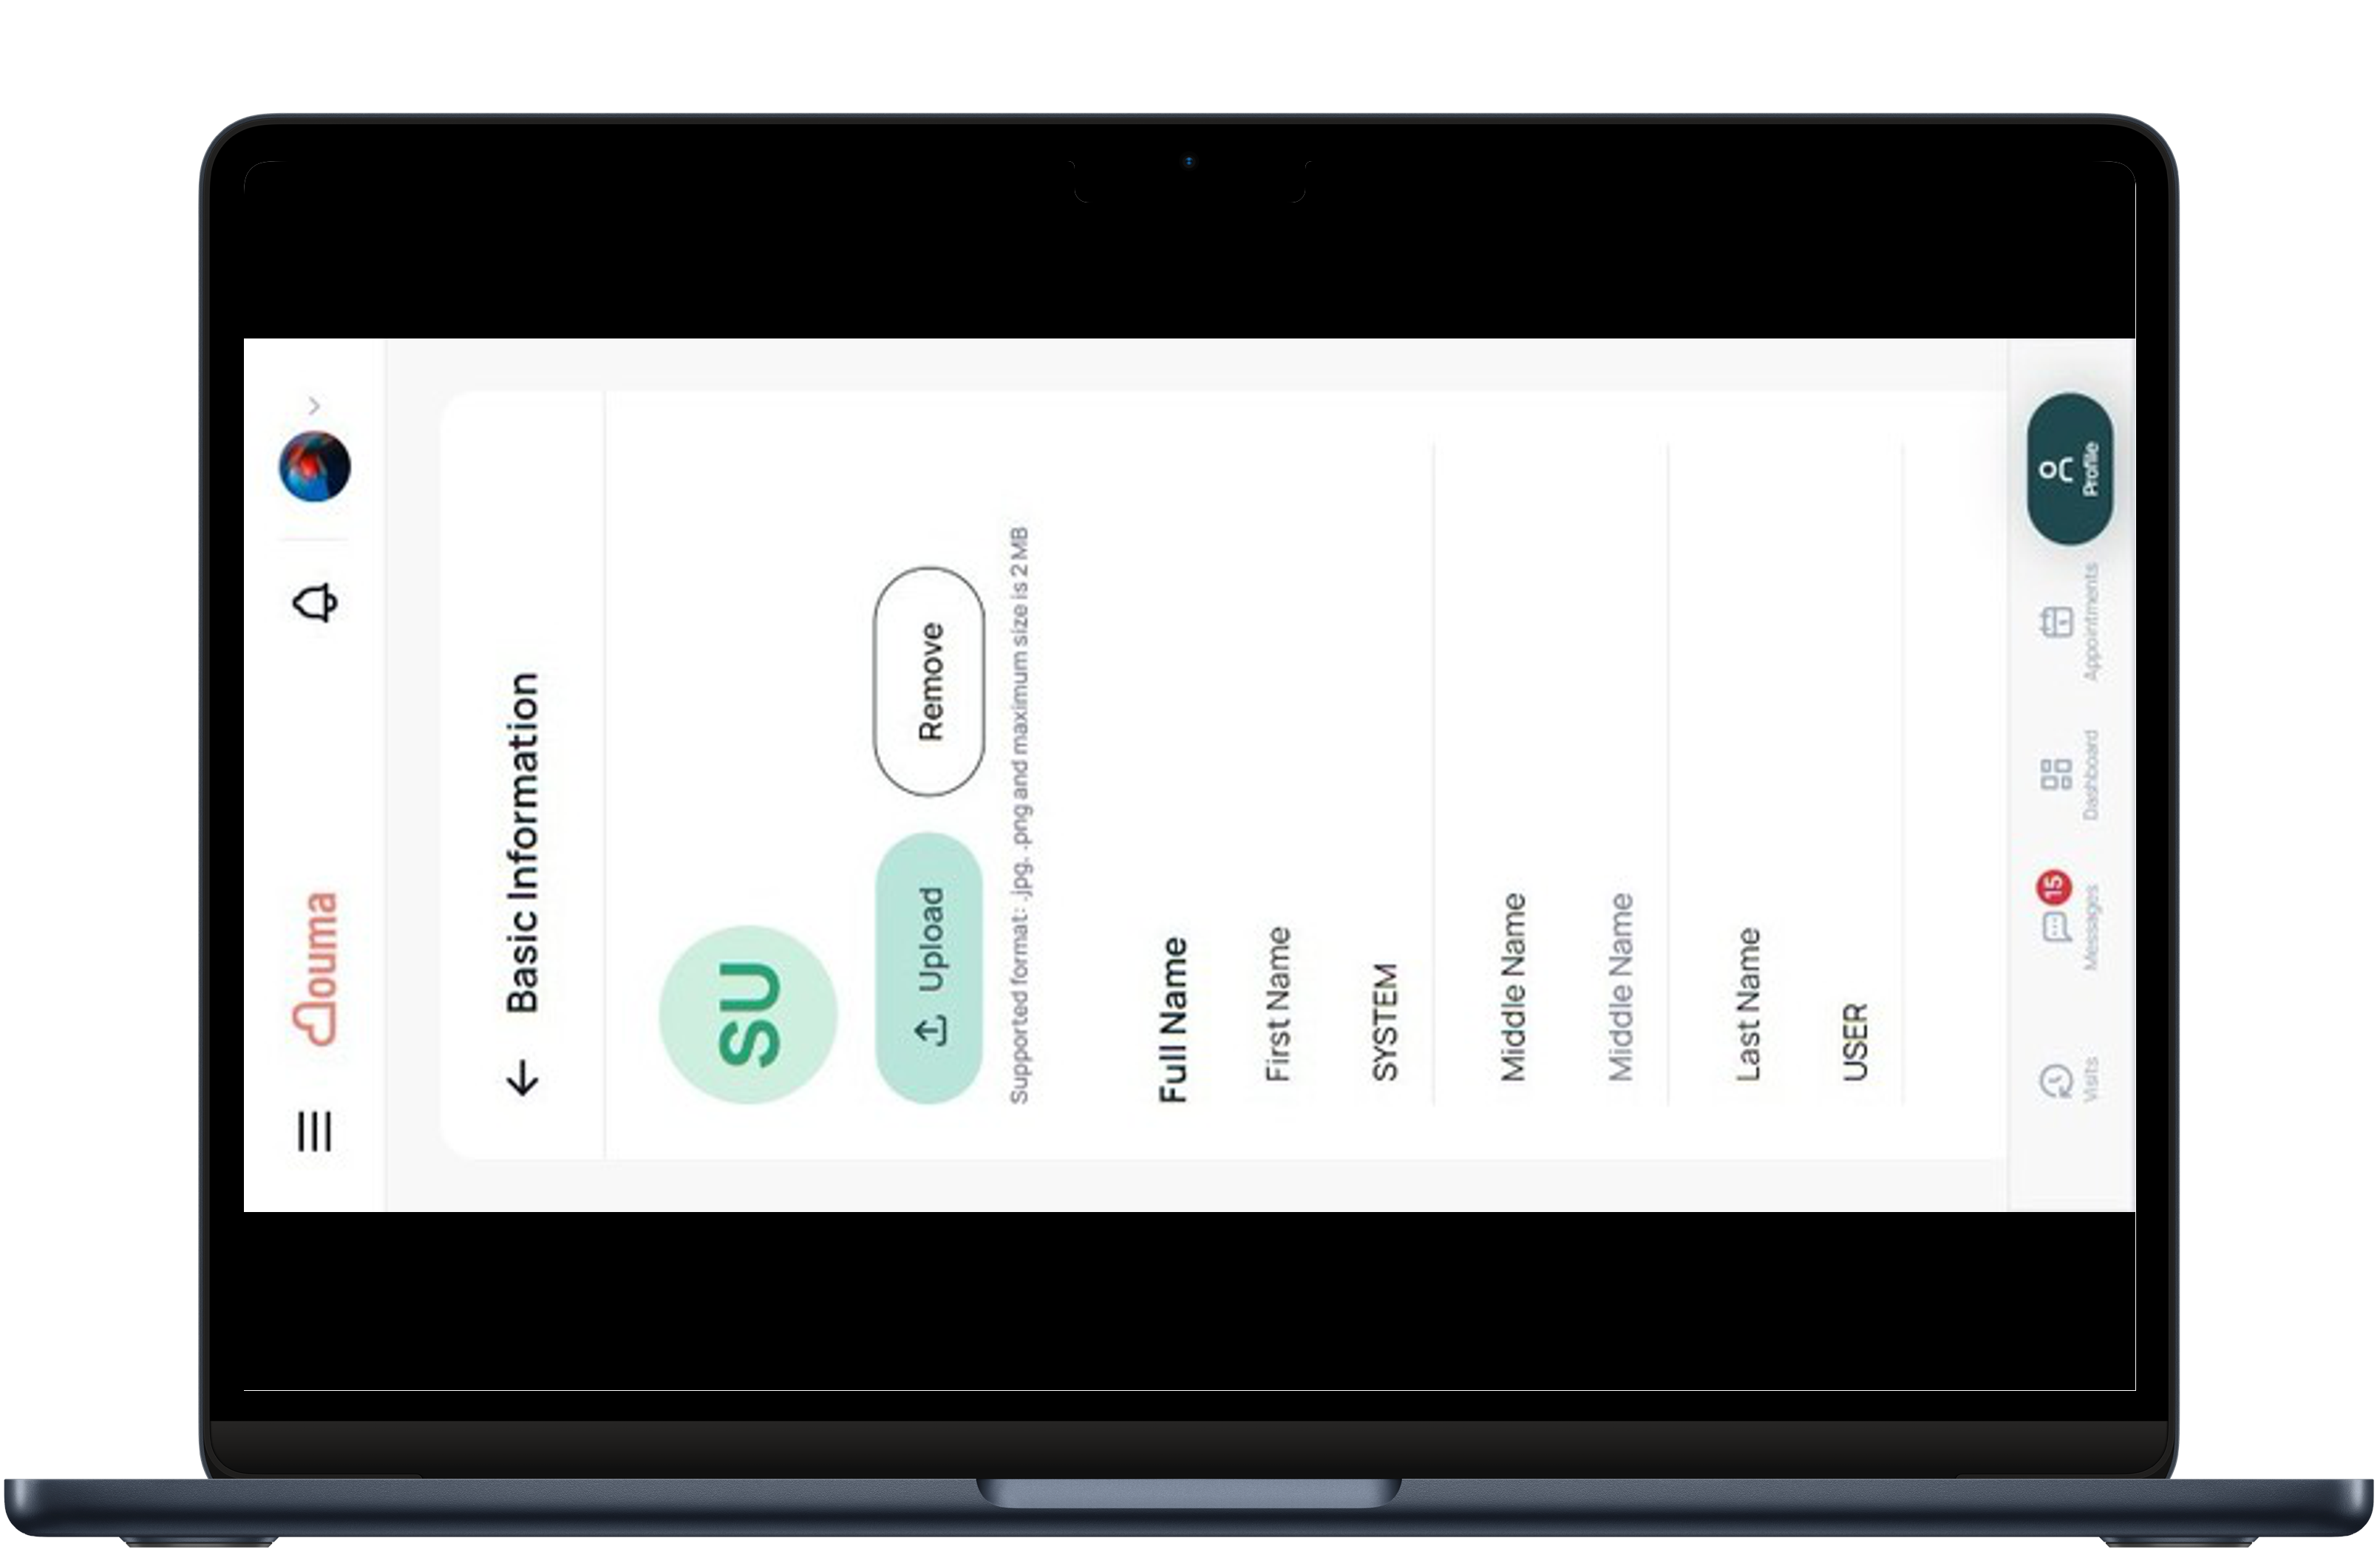 ouma
Basic Information
SU
Upload Remove
Supported format: .jpg, .png and maximum size is 2 MB
Full Name
First Name
SYSTEM
Middle Name
Middle Name
Last Name
USER
15
Visits Messages Dashboard Appointments Profile